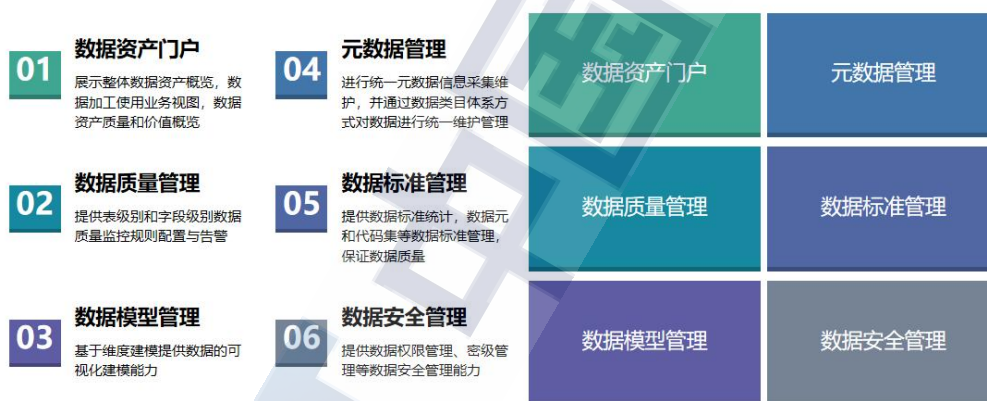 01
数据资产门户
展示整体数据资产概览，数
据加工使用业务视图，数据
资产质量和价值概览
04
元数据管理
进行统一元数据信息采集维
护，并通过数据类目体系方
式对数据进行统一维护管理
02
数据质量管理
提供表级别和字段级别数据
质量监控规则配置与告警
05
数据标准管理
提供数据标准统计，数据元
和代码集等数据标准管理，
保证数据质量
03
数据模型管理
基于维度建模提供数据的可
视化建模能力
06
数据安全管理
提供数据权限管理、密级管
理等数据安全管理能力
数据资产门户
元数据管理
数据质量管理
数据标准管理
数据模型管理
数据安全管理